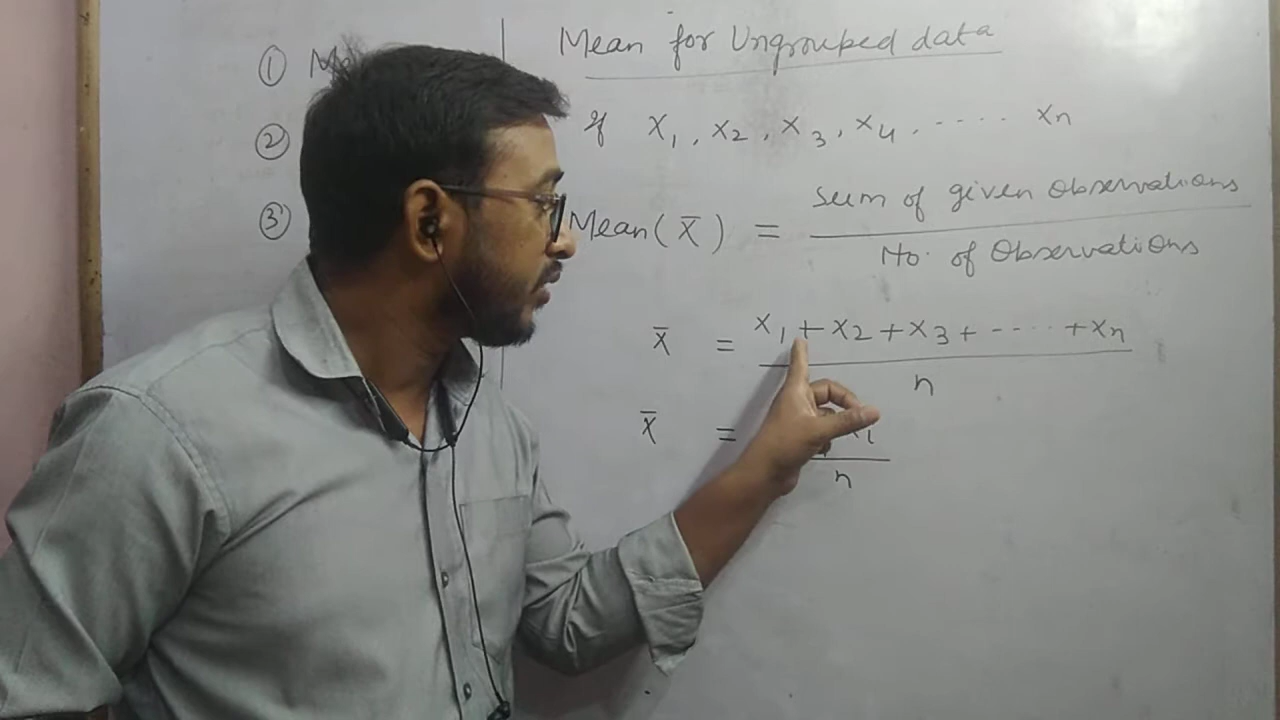 ①
②
③
Mean for Ungrouped data
If X₁, X₂, X₃, X₄, ----- Xn
Mean (X̄) = Sum of given Observations
No. of Observations
X̄ = X₁ + X₂ + X₃ + ----- + Xn
n
X̄ = xᵢ
n